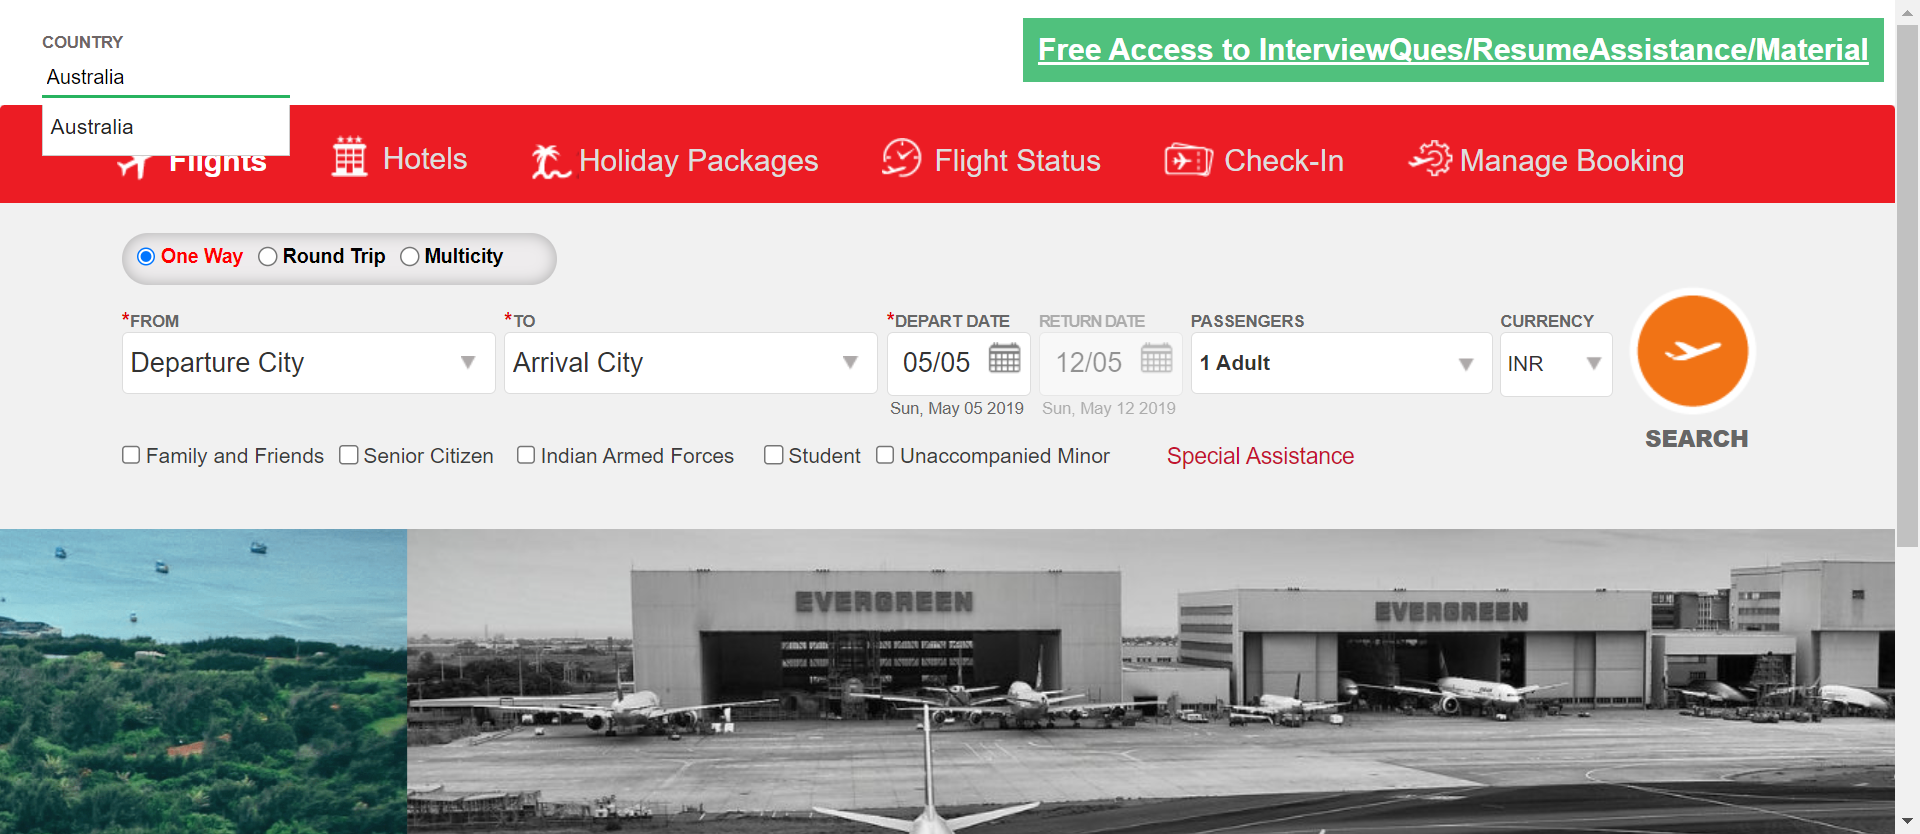 COUNTRY
Australia
Free Access to InterviewQues/ResumeAssistance/Material
Australia
Flights
Hotels
Holiday Packages
Flight Status
Check-In
Manage Booking
One Way Round Trip Multicity
*FROM
*TO
*DEPART DATE
RETURN DATE
PASSENGERS
CURRENCY
Departure City
Arrival City
05/05
12/05
1 Adult
INR
Sun, May 05 2019
Sun, May 12 2019
SEARCH
Family and Friends Senior Citizen Indian Armed Forces Student Unaccompanied Minor Special Assistance
EVERGREEN
EVERGREEN